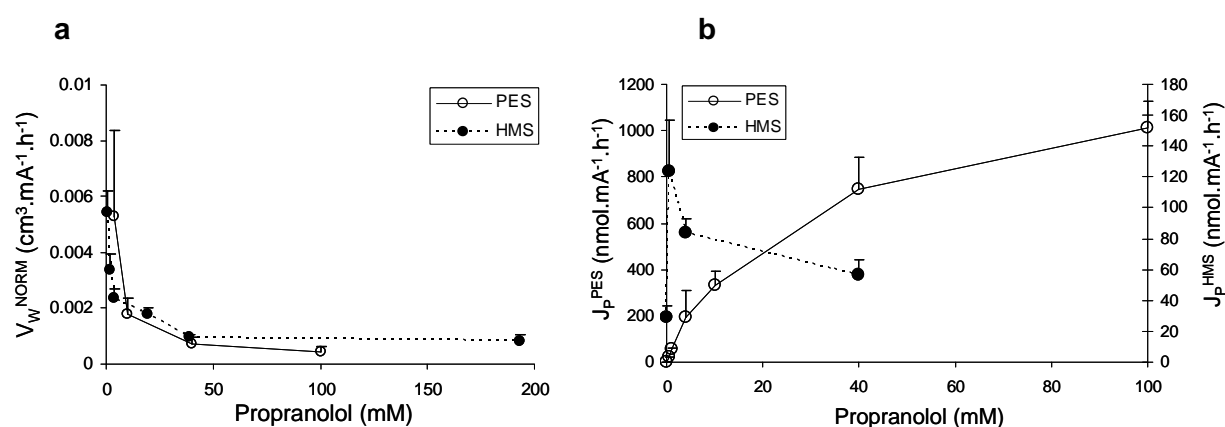 a
0.01
0.008
0.006
0.004
0.002
0
V_W^NORM (cm³.mA⁻¹.h⁻¹)
PES
HMS
0 50 100 150 200
Propranolol (mM)
b
1200
1000
800
600
400
200
0
J_P^PES (nmol.mA⁻¹.h⁻¹)
PES
HMS
180
160
140
120
100
80
60
40
20
0
J_P^HMS (nmol.mA⁻¹.h⁻¹)
0 20 40 60 80 100
Propranolol (mM)